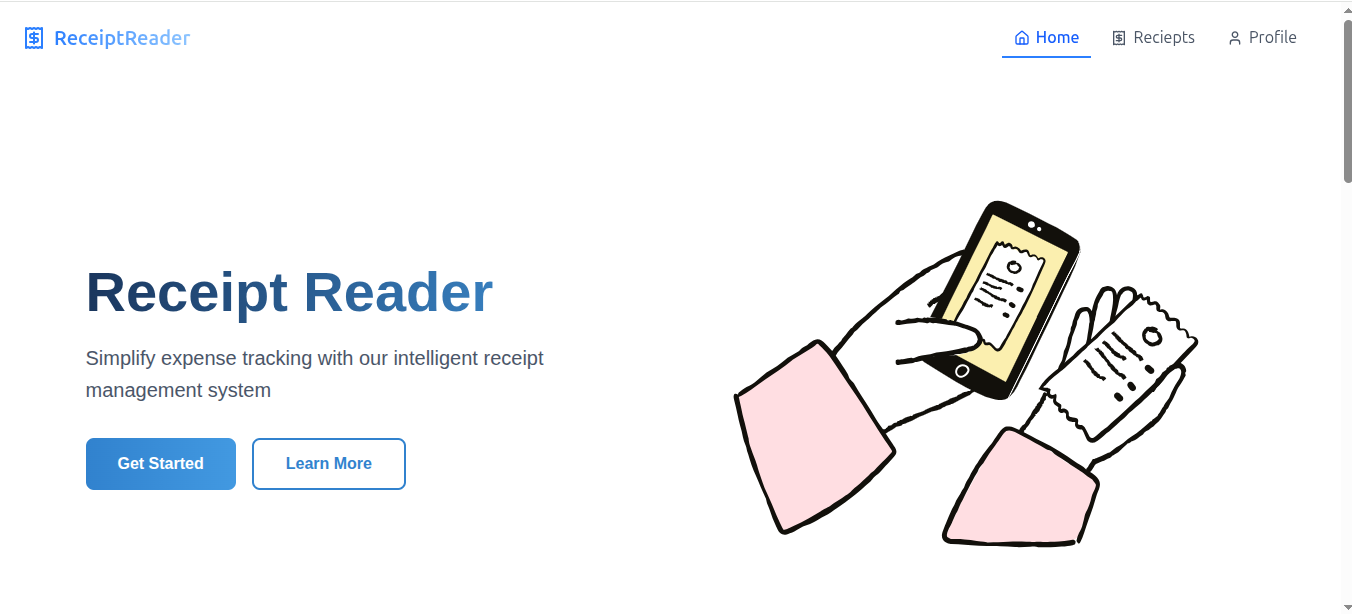 ReceiptReader
Home
Reciepts
Profile
Receipt Reader
Simplify expense tracking with our intelligent receipt
management system
Get Started
Learn More